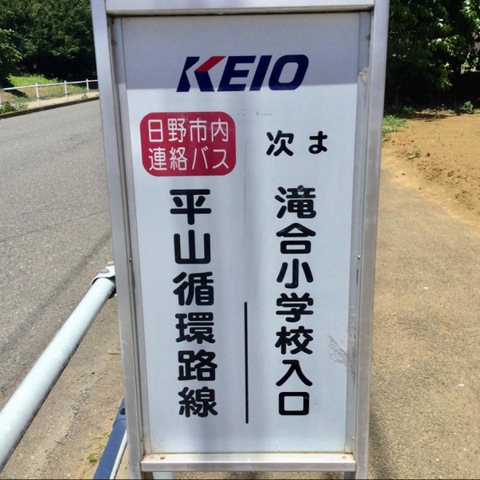 KEIO
日野市内
連絡バス
平山循環路線
次は
滝合小学校入口